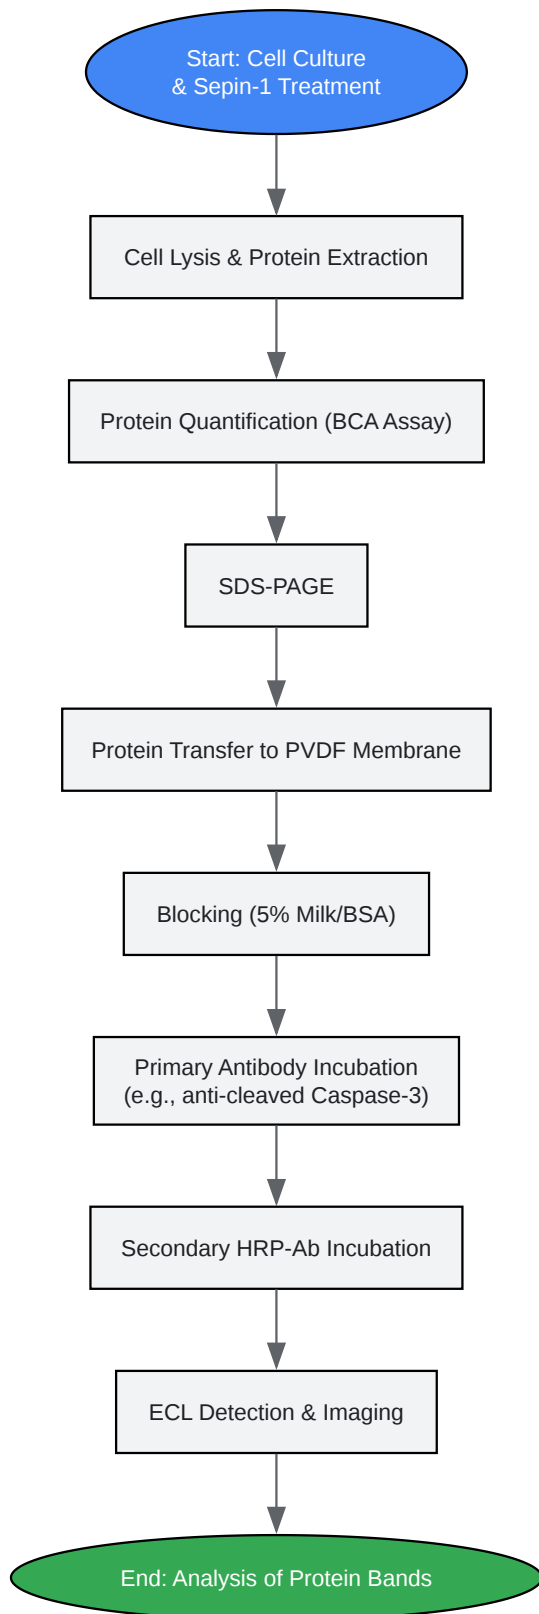 Start: Cell Culture
& Sepin-1 Treatment
Cell Lysis & Protein Extraction
Protein Quantification (BCA Assay)
SDS-PAGE
Protein Transfer to PVDF Membrane
Blocking (5% Milk/BSA)
Primary Antibody Incubation
(e.g., anti-cleaved Caspase-3)
Secondary HRP-Ab Incubation
ECL Detection & Imaging
End: Analysis of Protein Bands